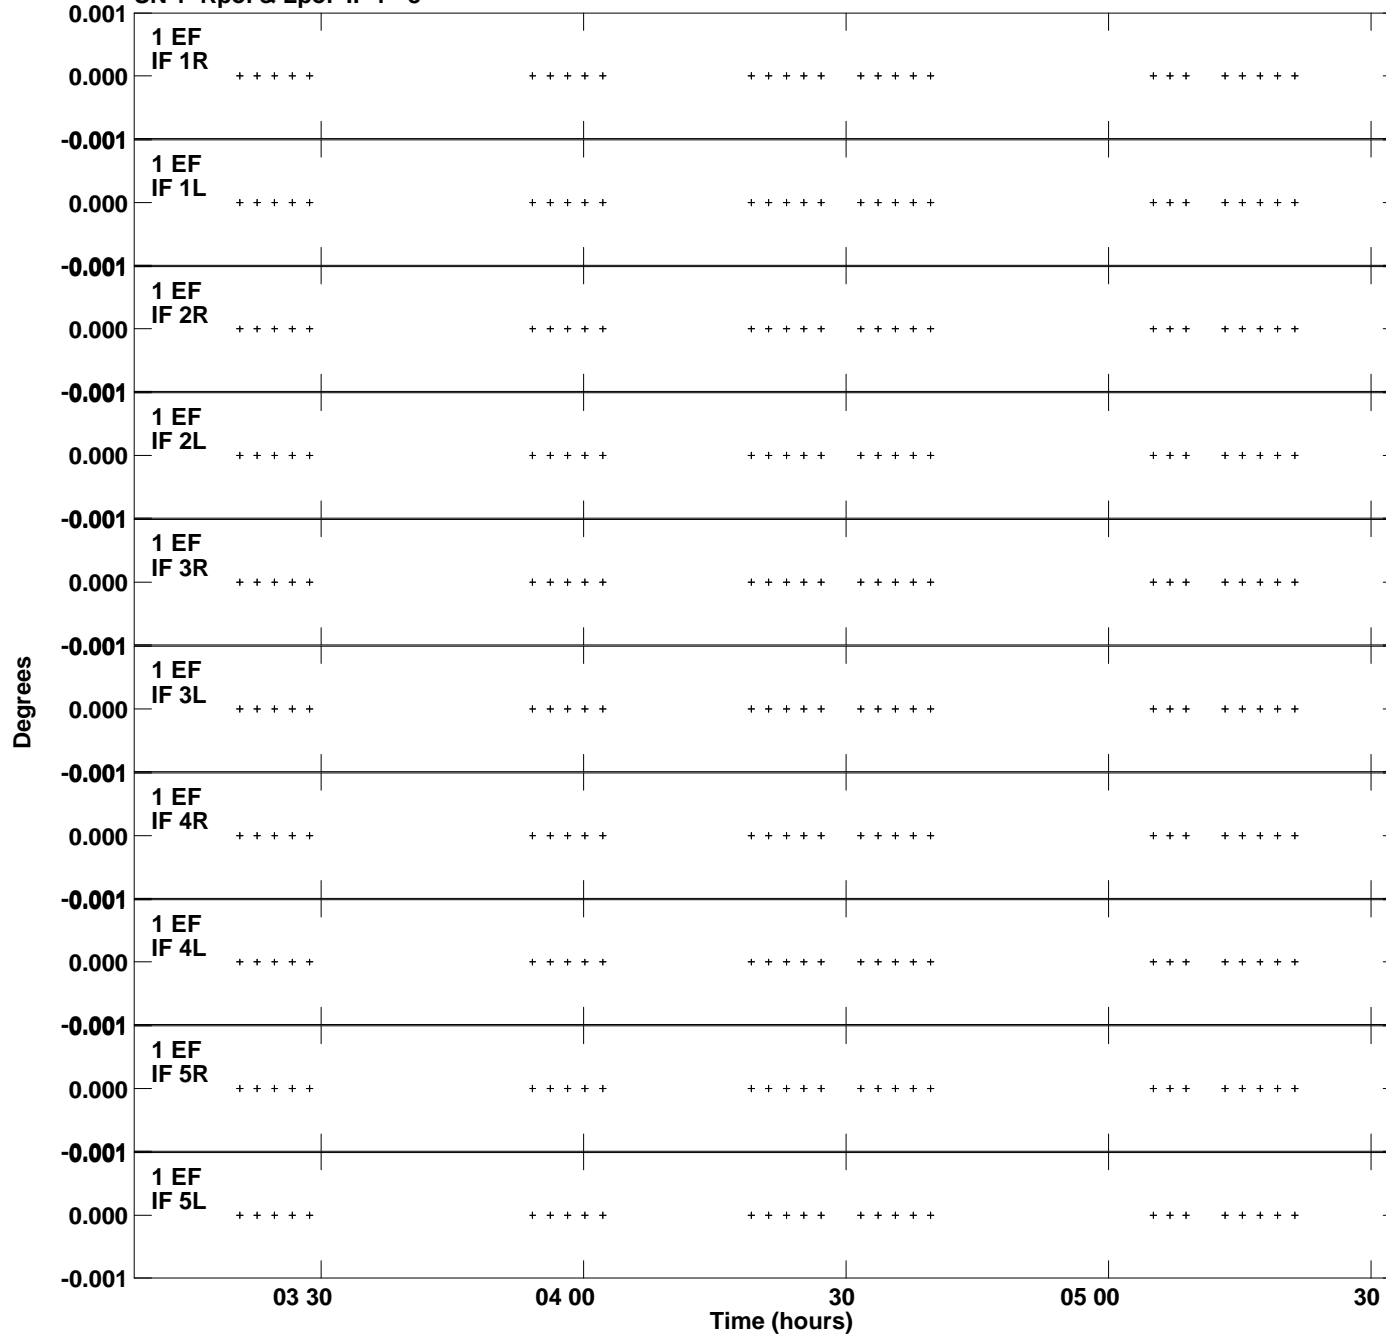 0.001
1 EF
IF 1R
0.000
-0.001
1 EF
IF 1L
0.000
-0.001
1 EF
IF 2R
0.000
-0.001
1 EF
IF 2L
0.000
-0.001
1 EF
IF 3R
0.000
-0.001
1 EF
IF 3L
0.000
-0.001
1 EF
IF 4R
0.000
-0.001
1 EF
IF 4L
0.000
-0.001
1 EF
IF 5R
0.000
-0.001
1 EF
IF 5L
0.000
-0.001
Degrees
03 30 04 00 30 05 00 30
Time (hours)